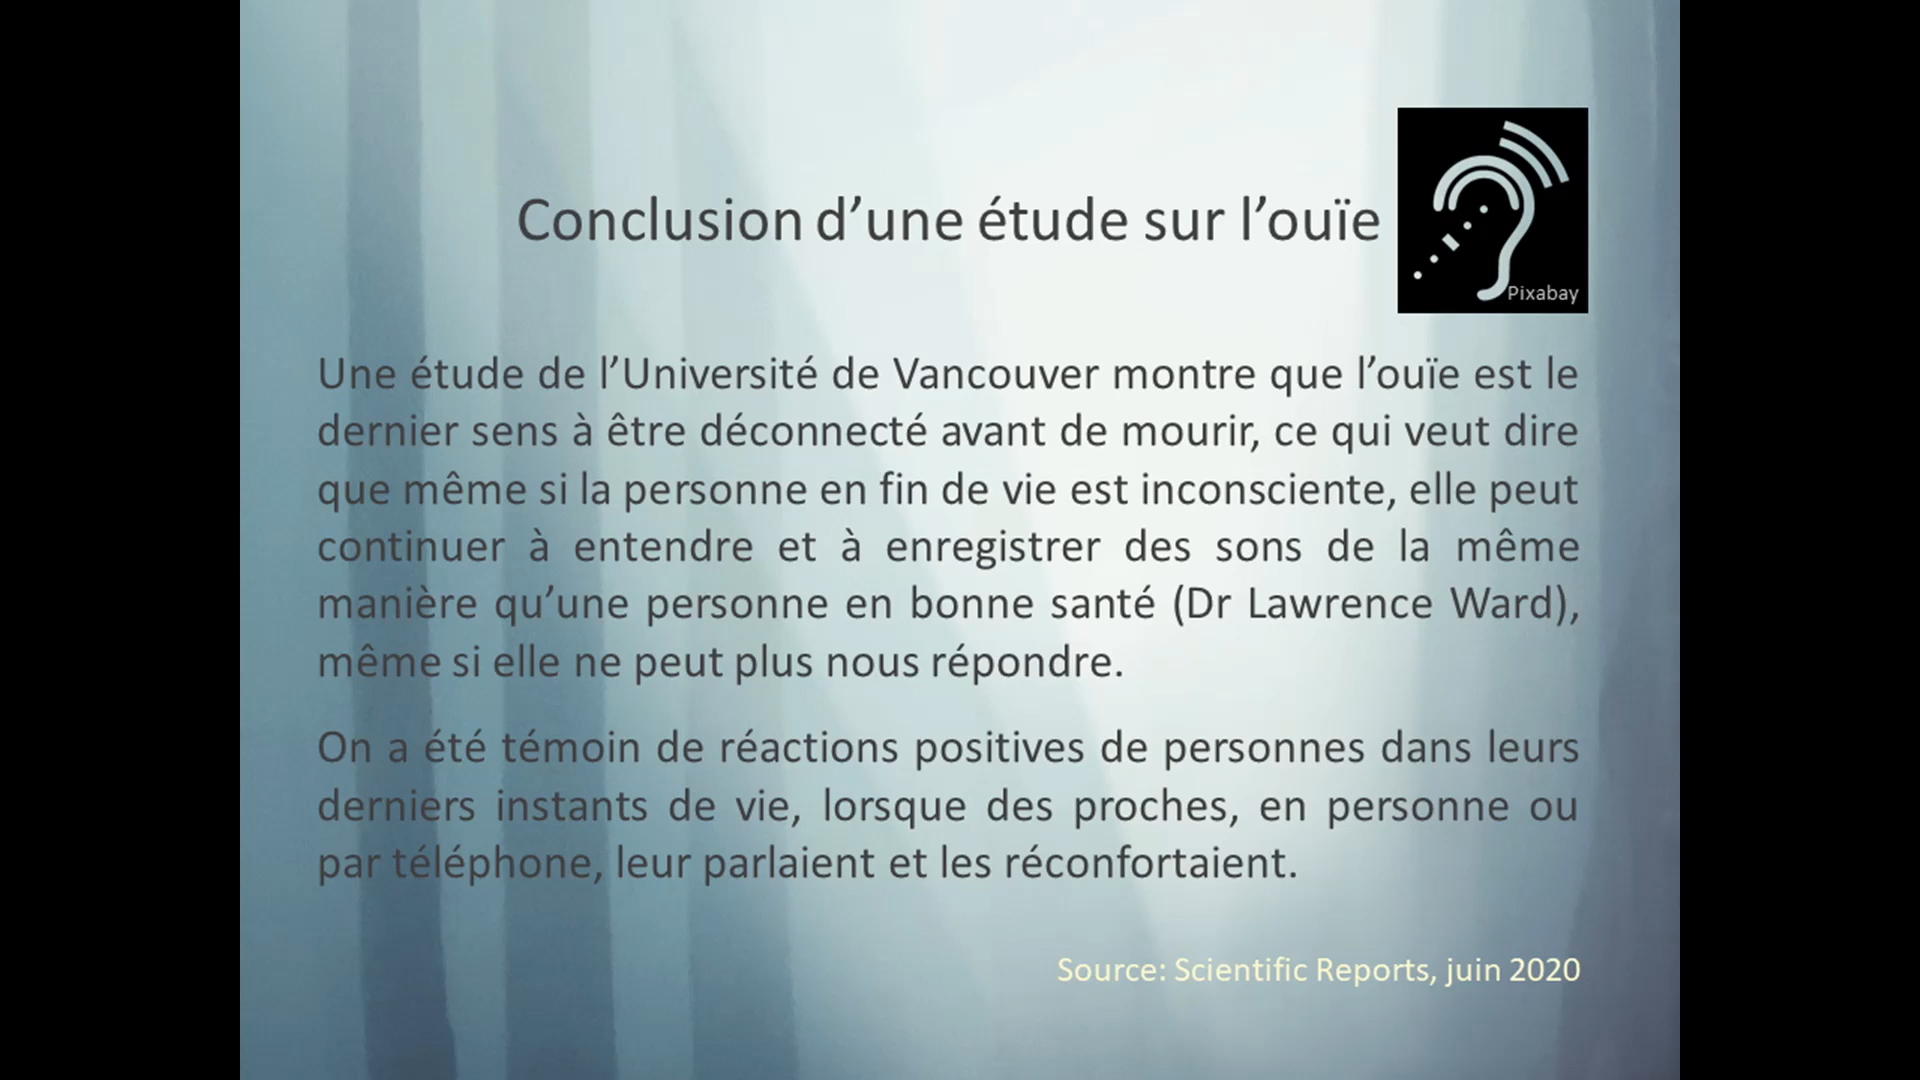 Conclusion d’une étude sur l’ouïe
Pixabay
Une étude de l’Université de Vancouver montre que l’ouïe est le
dernier sens à être déconnecté avant de mourir, ce qui veut dire
que même si la personne en fin de vie est inconsciente, elle peut
continuer à entendre et à enregistrer des sons de la même
manière qu’une personne en bonne santé (Dr Lawrence Ward),
même si elle ne peut plus nous répondre.
On a été témoin de réactions positives de personnes dans leurs
derniers instants de vie, lorsque des proches, en personne ou
par téléphone, leur parlaient et les réconfortaient.
Source: Scientific Reports, juin 2020